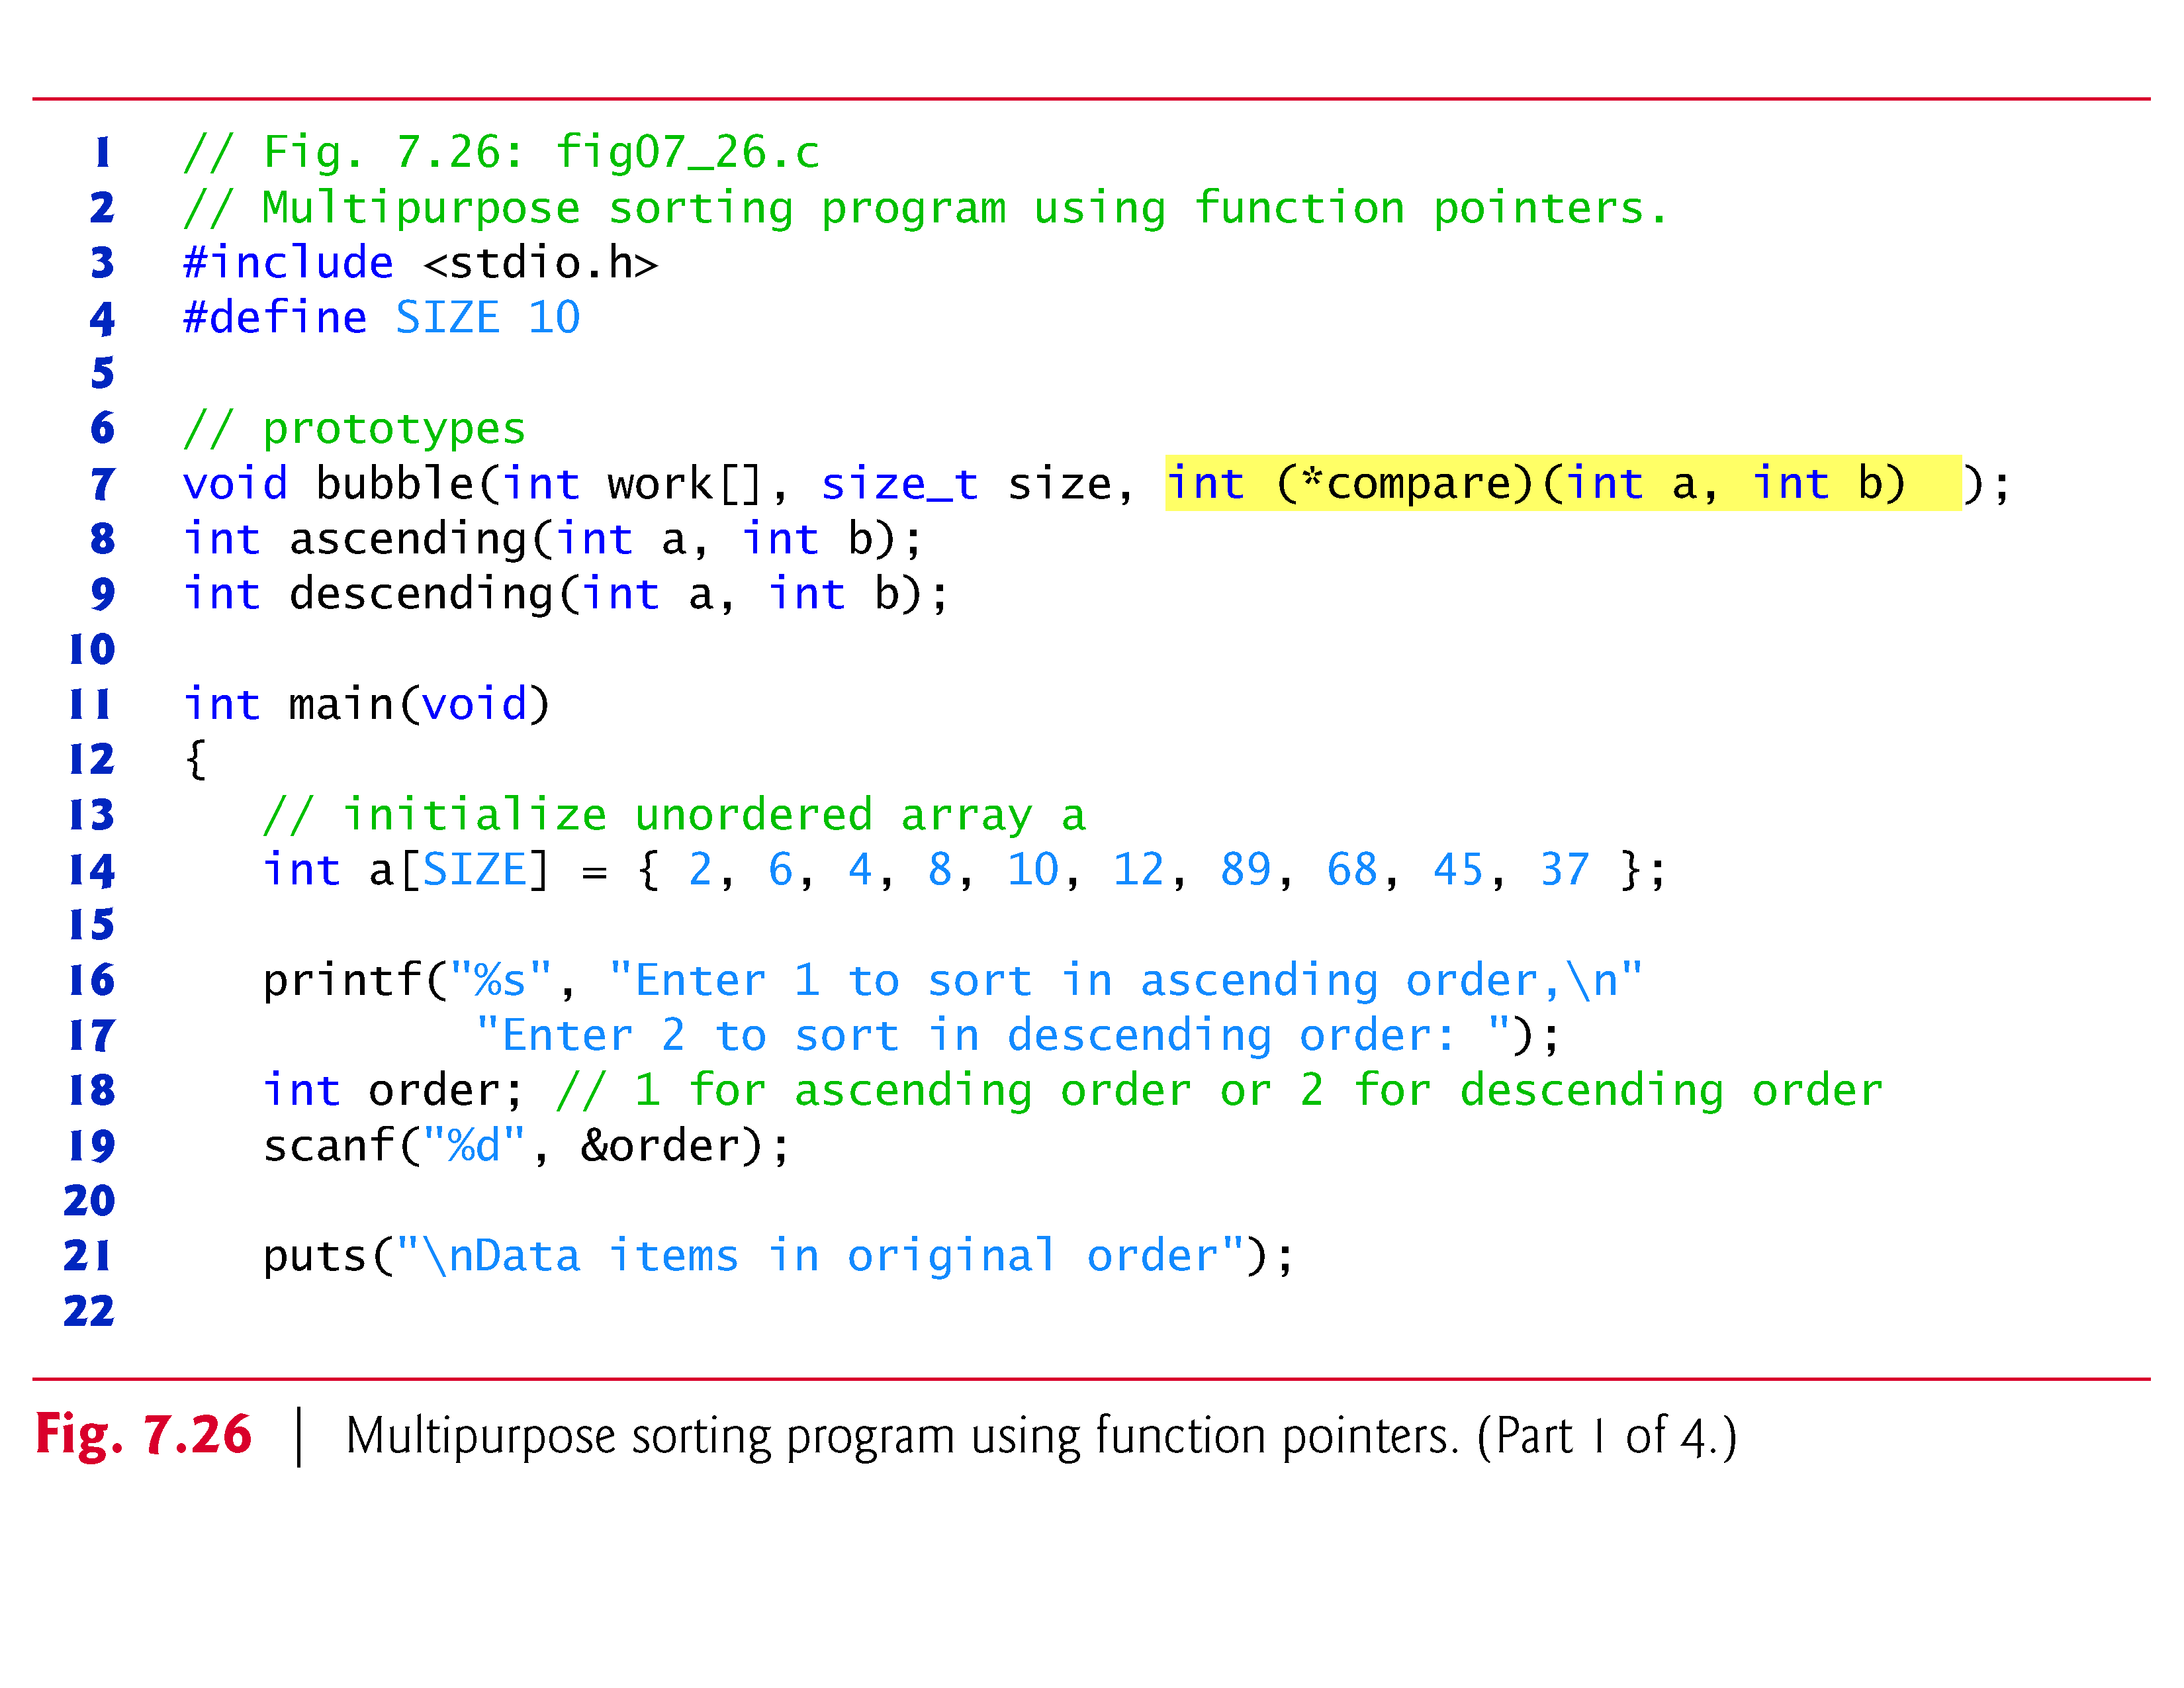 1 // Fig. 7.26: fig07_26.c
2 // Multipurpose sorting program using function pointers.
3 #include <stdio.h>
4 #define SIZE 10
5
6 // prototypes
7 void bubble(int work[], size_t size, int (*compare)(int a, int b) );
8 int ascending(int a, int b);
9 int descending(int a, int b);
10
11 int main(void)
12 {
13    // initialize unordered array a
14    int a[SIZE] = { 2, 6, 4, 8, 10, 12, 89, 68, 45, 37 };
15
16    printf("%s", "Enter 1 to sort in ascending order,\n"
17            "Enter 2 to sort in descending order: ");
18    int order; // 1 for ascending order or 2 for descending order
19    scanf("%d", &order);
20
21    puts("\nData items in original order");
22
Fig. 7.26 | Multipurpose sorting program using function pointers. (Part 1 of 4.)